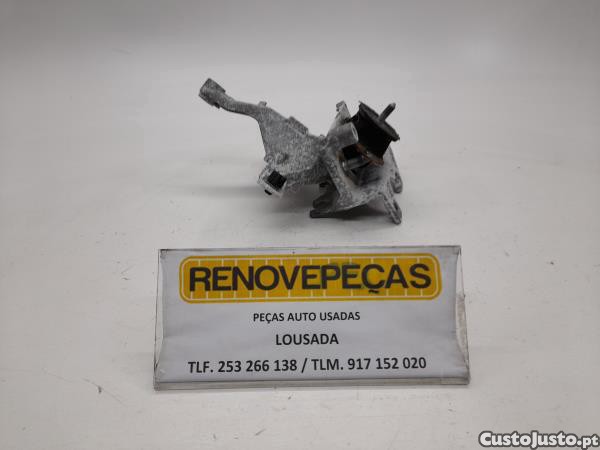 RENOVEPEÇAS
PEÇAS AUTO USADAS
LOUSADA
TLF. 253 266 138 / TLM. 917 152 020
CustoJusto.pt